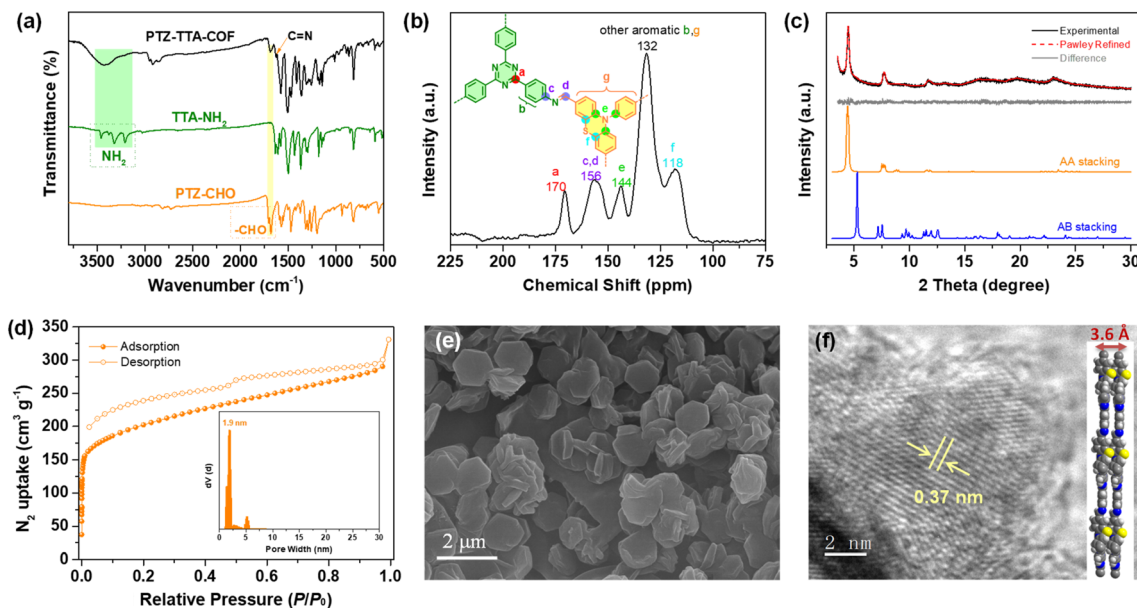 (a)
PTZ-TTA-COF
C=N
TTA-NH₂
NH₂
PTZ-CHO
-CHO
Transmittance (%)
3500 3000 2500 2000 1500 1000 500
Wavenumber (cm⁻¹)
(b)
other aromatic b,g
132
a
c
d
g
b
N
N
N
N
N
e
S
f
a
170
c,d
156
e
144
f
118
Intensity (a.u.)
225 200 175 150 125 100 75
Chemical Shift (ppm)
(c)
Experimental
Pawley Refined
Difference
AA stacking
AB stacking
Intensity (a.u.)
5 10 15 20 25 30
2 Theta (degree)
(d)
Adsorption
Desorption
N₂ uptake (cm³ g⁻¹)
350
300
250
200
150
100
50
0
0.0 0.2 0.4 0.6 0.8 1.0
Relative Pressure (P/P₀)
1.9 nm
dV (d)
0 5 10 15 20 25 30
Pore Width (nm)
(e)
2 μm
(f)
0.37 nm
2 nm
3.6 Å